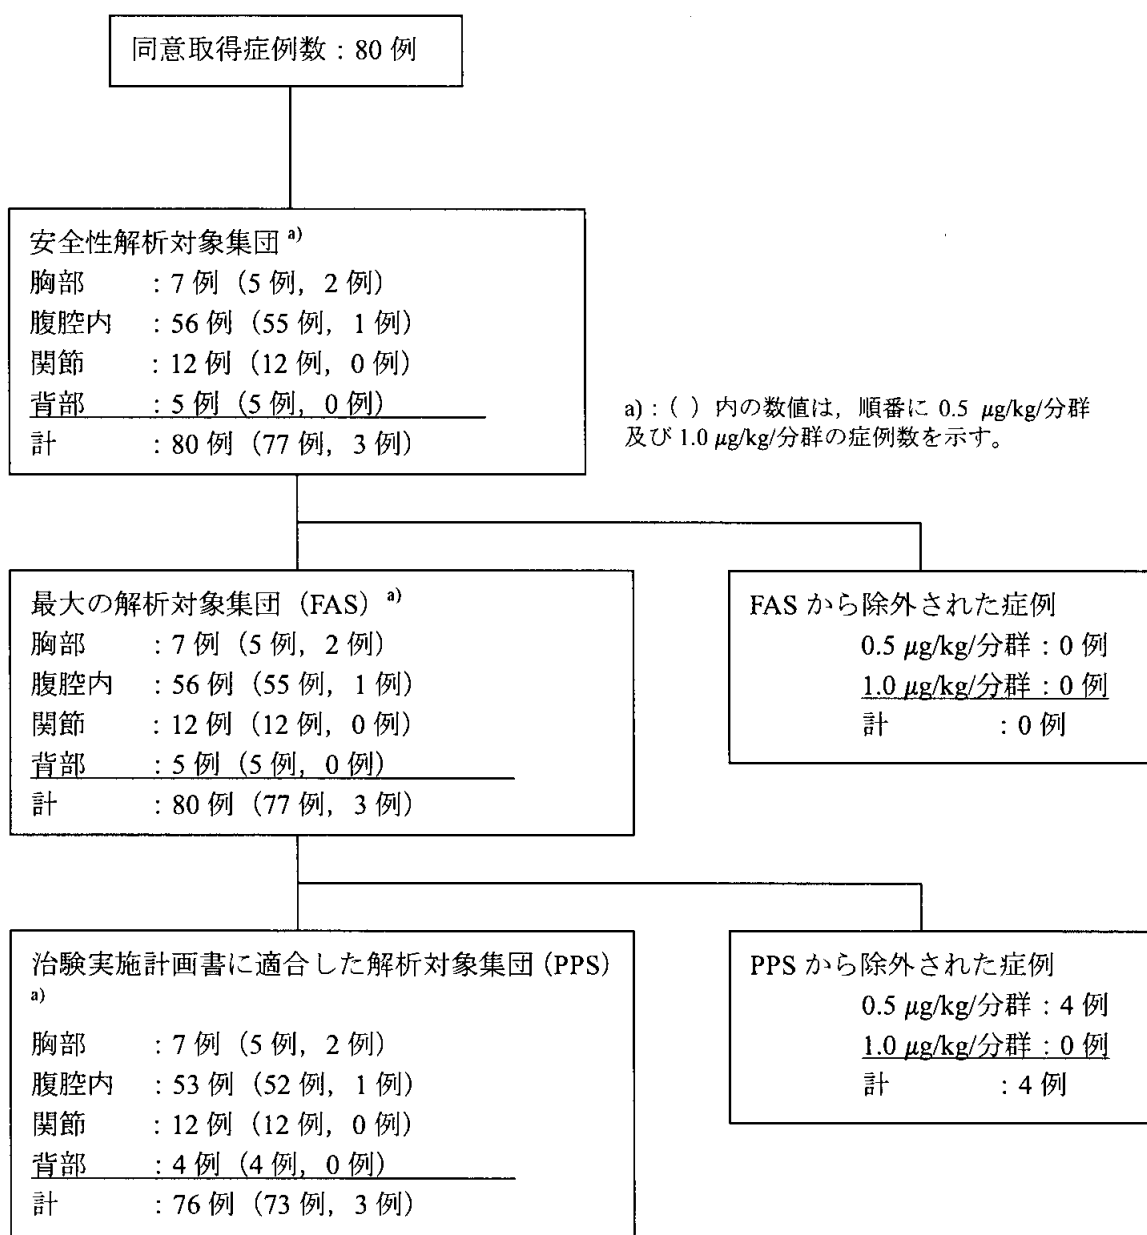 同意取得症例数：80 例
安全性解析対象集団 a)
胸部 : 7 例（5 例，2 例）
腹腔内 : 56 例（55 例，1 例）
関節 : 12 例（12 例，0 例）
背部 : 5 例（5 例，0 例）
計 : 80 例（77 例，3 例）
a)：( ) 内の数値は，順番に 0.5 μg/kg/分群
及び 1.0 μg/kg/分群の症例数を示す。
最大の解析対象集団（FAS）a)
胸部 : 7 例（5 例，2 例）
腹腔内 : 56 例（55 例，1 例）
関節 : 12 例（12 例，0 例）
背部 : 5 例（5 例，0 例）
計 : 80 例（77 例，3 例）
FAS から除外された症例
0.5 μg/kg/分群：0 例
1.0 μg/kg/分群：0 例
計 : 0 例
治験実施計画書に適合した解析対象集団（PPS）
a)
胸部 : 7 例（5 例，2 例）
腹腔内 : 53 例（52 例，1 例）
関節 : 12 例（12 例，0 例）
背部 : 4 例（4 例，0 例）
計 : 76 例（73 例，3 例）
PPS から除外された症例
0.5 μg/kg/分群：4 例
1.0 μg/kg/分群：0 例
計 : 4 例